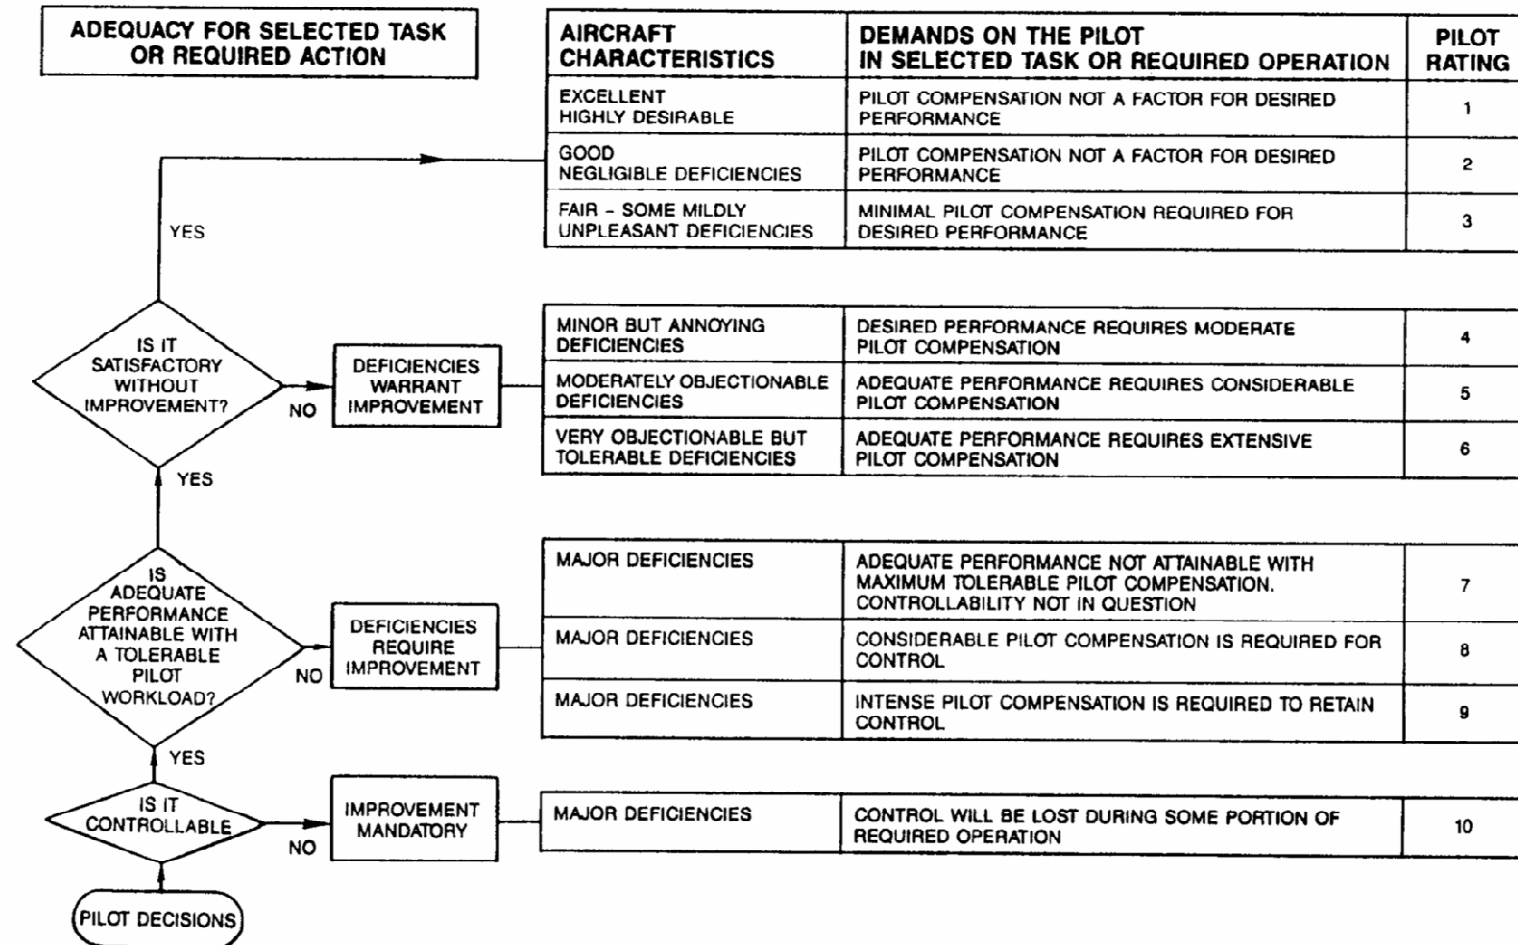 ADEQUACY FOR SELECTED TASK
OR REQUIRED ACTION
AIRCRAFT
CHARACTERISTICS
DEMANDS ON THE PILOT
IN SELECTED TASK OR REQUIRED OPERATION
PILOT
RATING
EXCELLENT
HIGHLY DESIRABLE
PILOT COMPENSATION NOT A FACTOR FOR DESIRED
PERFORMANCE
1
GOOD
NEGLIGIBLE DEFICIENCIES
PILOT COMPENSATION NOT A FACTOR FOR DESIRED
PERFORMANCE
2
FAIR – SOME MILDLY
UNPLEASANT DEFICIENCIES
MINIMAL PILOT COMPENSATION REQUIRED FOR
DESIRED PERFORMANCE
3
YES
IS IT
SATISFACTORY
WITHOUT
IMPROVEMENT?
NO
DEFICIENCIES
WARRANT
IMPROVEMENT
MINOR BUT ANNOYING
DEFICIENCIES
DESIRED PERFORMANCE REQUIRES MODERATE
PILOT COMPENSATION
4
MODERATELY OBJECTIONABLE
DEFICIENCIES
ADEQUATE PERFORMANCE REQUIRES CONSIDERABLE
PILOT COMPENSATION
5
VERY OBJECTIONABLE BUT
TOLERABLE DEFICIENCIES
ADEQUATE PERFORMANCE REQUIRES EXTENSIVE
PILOT COMPENSATION
6
YES
IS
ADEQUATE
PERFORMANCE
ATTAINABLE WITH
A TOLERABLE
PILOT
WORKLOAD?
NO
DEFICIENCIES
REQUIRE
IMPROVEMENT
MAJOR DEFICIENCIES
ADEQUATE PERFORMANCE NOT ATTAINABLE WITH
MAXIMUM TOLERABLE PILOT COMPENSATION.
CONTROLLABILITY NOT IN QUESTION
7
MAJOR DEFICIENCIES
CONSIDERABLE PILOT COMPENSATION IS REQUIRED FOR
CONTROL
8
MAJOR DEFICIENCIES
INTENSE PILOT COMPENSATION IS REQUIRED TO RETAIN
CONTROL
9
YES
IS IT
CONTROLLABLE
NO
IMPROVEMENT
MANDATORY
MAJOR DEFICIENCIES
CONTROL WILL BE LOST DURING SOME PORTION OF
REQUIRED OPERATION
10
PILOT DECISIONS